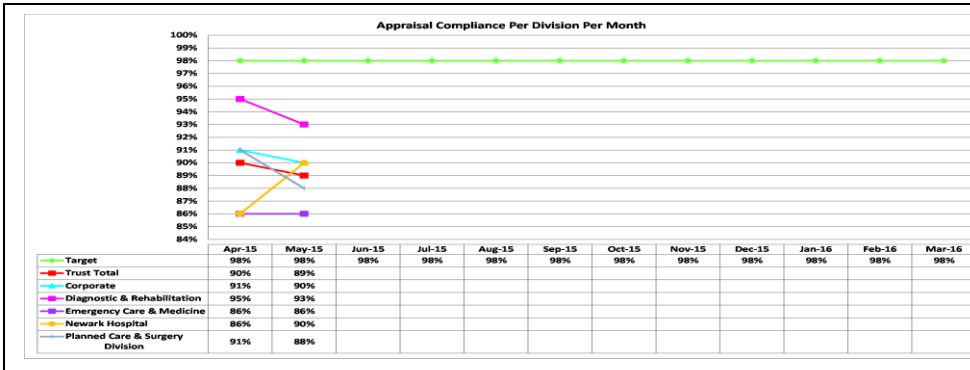 Appraisal Compliance Per Division Per Month
100%
99%
98%
97%
96%
95%
94%
93%
92%
91%
90%
89%
88%
87%
86%
85%
84%
Apr-15 May-15 Jun-15 Jul-15 Aug-15 Sep-15 Oct-15 Nov-15 Dec-15 Jan-16 Feb-16 Mar-16
Target 98% 98% 98% 98% 98% 98% 98% 98% 98% 98% 98% 98%
Trust Total 90% 89%
Corporate 91% 90%
Diagnostic & Rehabilitation 95% 93%
Emergency Care & Medicine 86% 86%
Newark Hospital 86% 90%
Planned Care & Surgery
Division 91% 88%